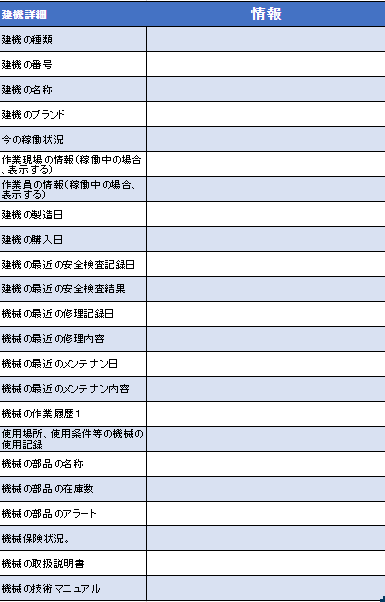 建機詳細
情報
建機の種類
建機の番号
建機の名称
建機のブランド
今の稼働状況
作業現場の情報(稼働中の場合
、表示する)
作業員の情報(稼働中の場合、
表示する)
建機の製造日
建機の購入日
建機の最近の安全検査記録日
建機の最近の安全検査結果
機械の最近の修理記録日
機械の最近の修理内容
機械の最近のメンテナン日
機械の最近のメンテナン内容
機械の作業履歴1
使用場所、使用条件等の機械の
使用記録
機械の部品の名称
機械の部品の在庫数
機械の部品のアラート
機械保険状況。
機械の取扱説明書
機械の技術マニュアル